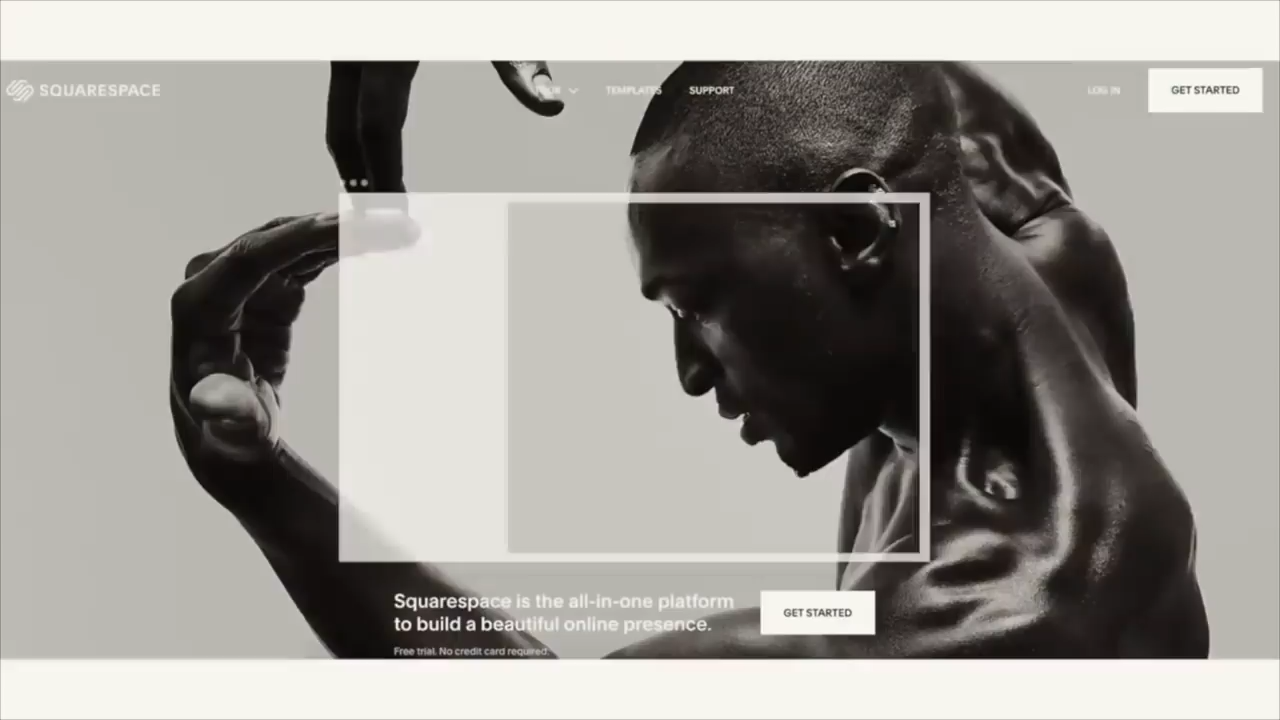 SQUARESPACE
TEMPLATES
SUPPORT
LOG IN
GET STARTED
Squarespace is the all-in-one platform
to build a beautiful online presence.
GET STARTED
Free trial. No credit card required.